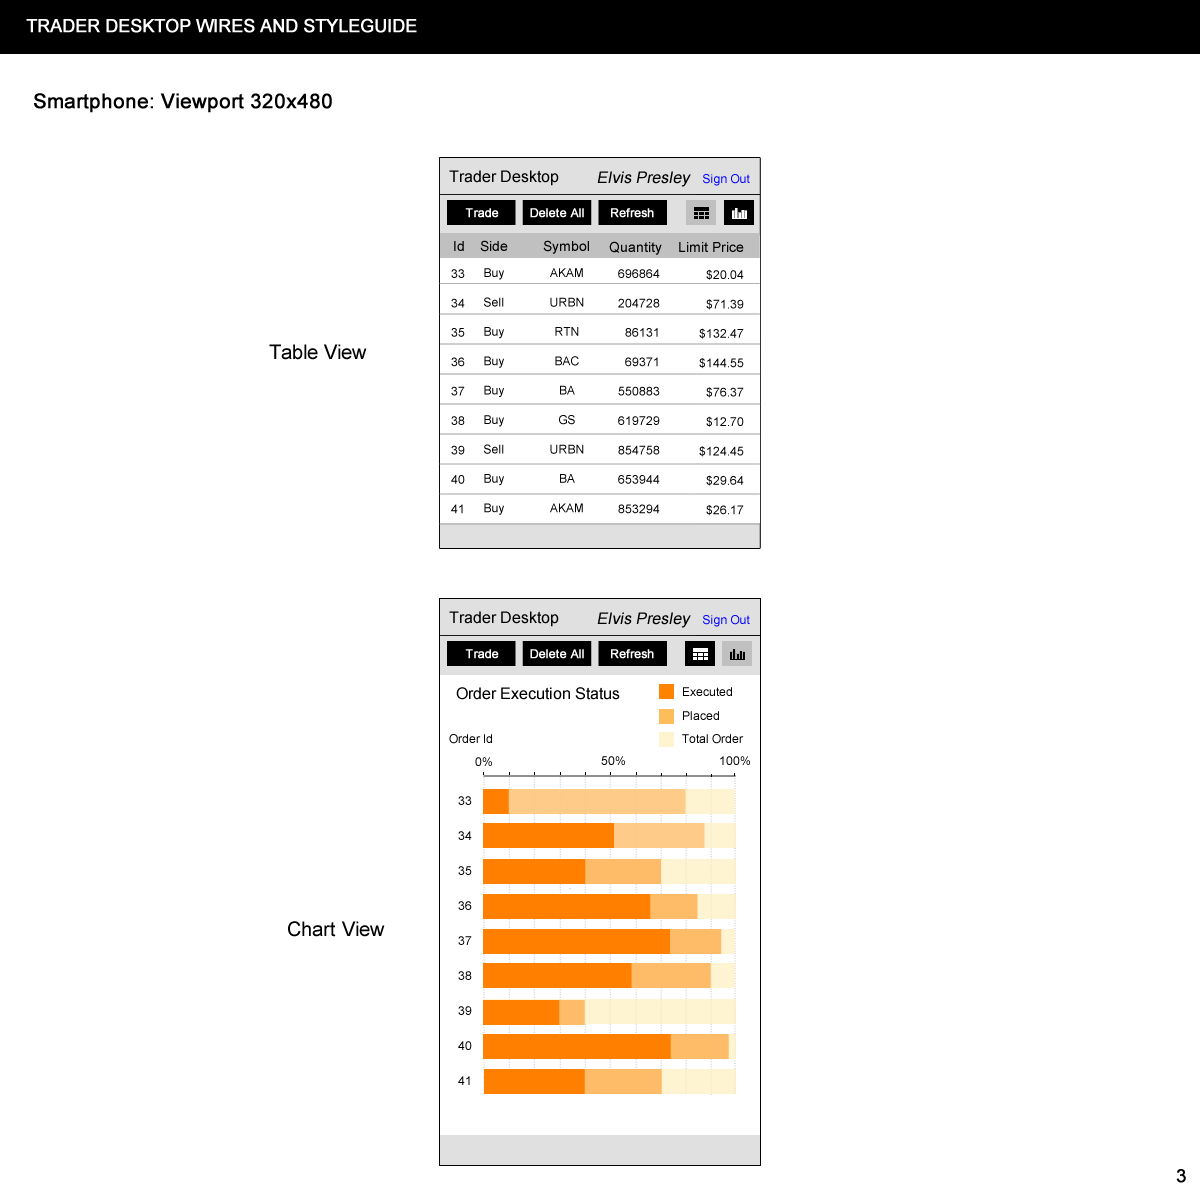 TRADER DESKTOP WIRES AND STYLEGUIDE
Smartphone: Viewport 320x480
Table View
Trader Desktop Elvis Presley Sign Out
Trade Delete All Refresh
Id Side Symbol Quantity Limit Price
33 Buy AKAM 696864 $20.04
34 Sell URBN 204728 $71.39
35 Buy RTN 86131 $132.47
36 Buy BAC 69371 $144.55
37 Buy BA 550883 $76.37
38 Buy GS 619729 $12.70
39 Sell URBN 854758 $124.45
40 Buy BA 653944 $29.64
41 Buy AKAM 853294 $26.17
Chart View
Trader Desktop Elvis Presley Sign Out
Trade Delete All Refresh
Order Execution Status
Executed
Placed
Total Order
Order Id
0% 50% 100%
33
34
35
36
37
38
39
40
41
3